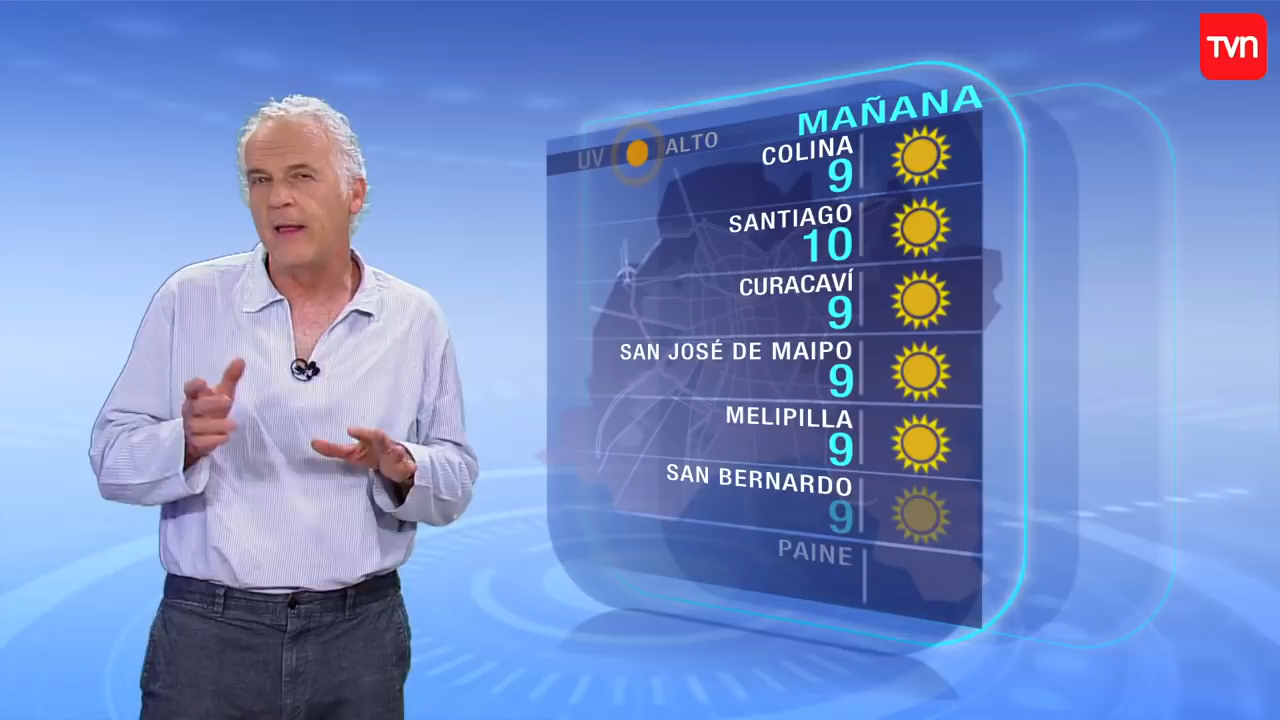 TVN
MAÑANA
UV ALTO
COLINA
9
SANTIAGO
10
CURACAVÍ
9
SAN JOSÉ DE MAIPO
9
MELIPILLA
9
SAN BERNARDO
9
PAINE